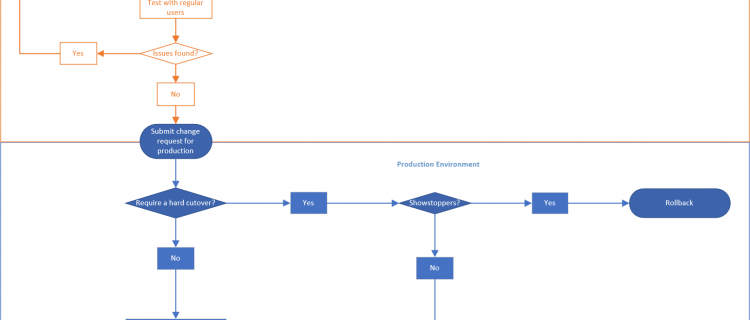 Test with regular
users
Yes
Issues found?
No
Submit change
request for
production
Production Environment
Require a hard cutover?
Yes
Showstoppers?
Yes
Rollback
No
No